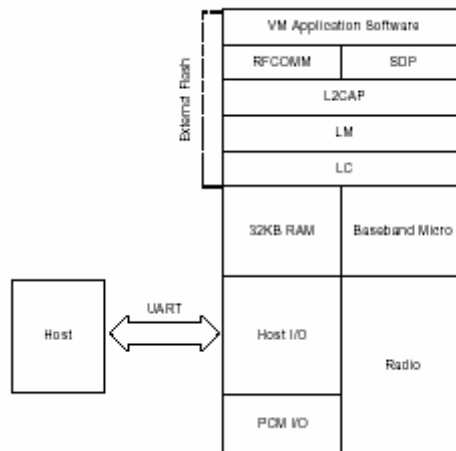 VM Application Software
RFCOMM
SDP
L2CAP
LM
LC
External Flash
32KB RAM
Baseband Micro
Host
UART
Host I/O
Radio
PCM I/O